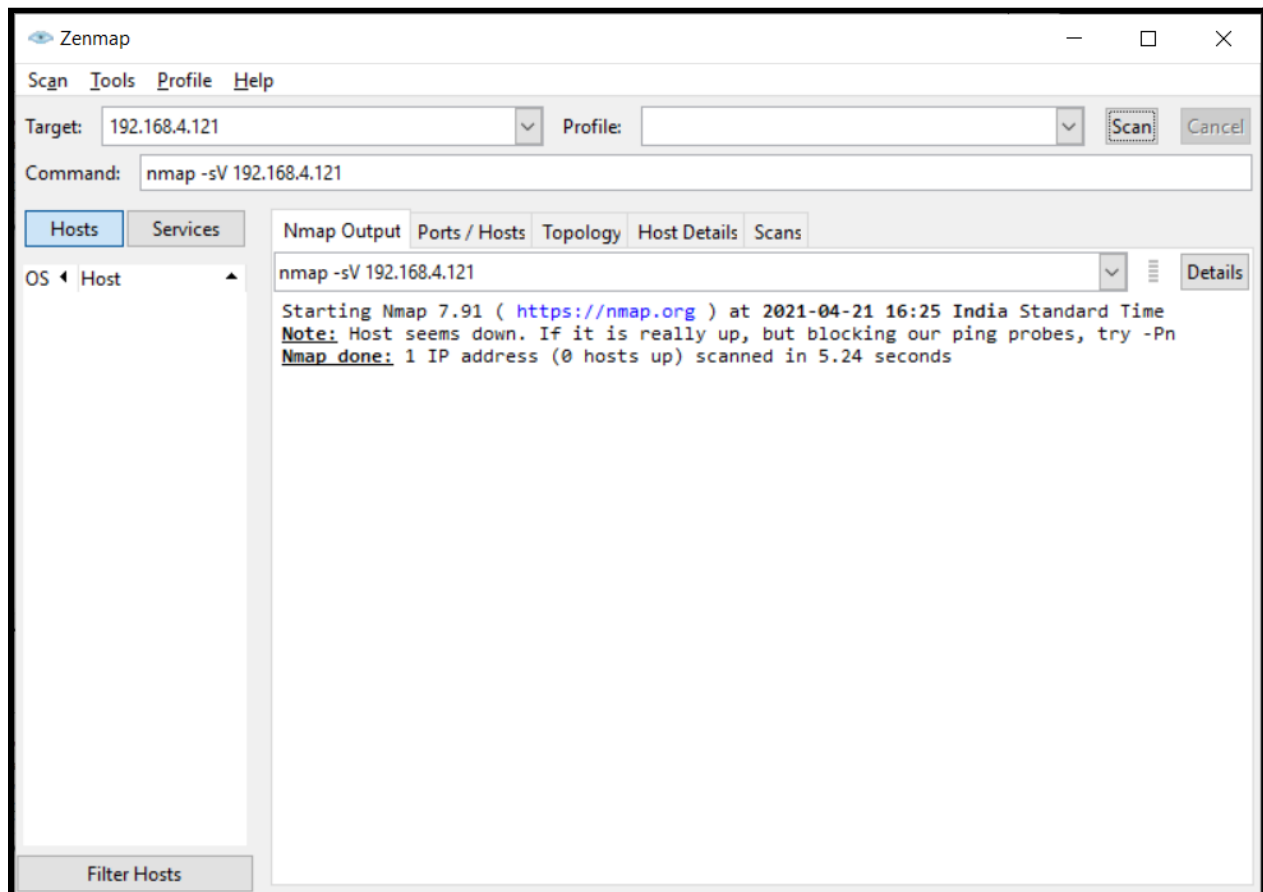 Zenmap
Scan Tools Profile Help
Target: 192.168.4.121 Profile: Scan Cancel
Command: nmap -sV 192.168.4.121
Hosts Services
Nmap Output Ports / Hosts Topology Host Details Scans
OS Host
nmap -sV 192.168.4.121 Details
Starting Nmap 7.91 ( https://nmap.org ) at 2021-04-21 16:25 India Standard Time
Note: Host seems down. If it is really up, but blocking our ping probes, try -Pn
Nmap done: 1 IP address (0 hosts up) scanned in 5.24 seconds
Filter Hosts